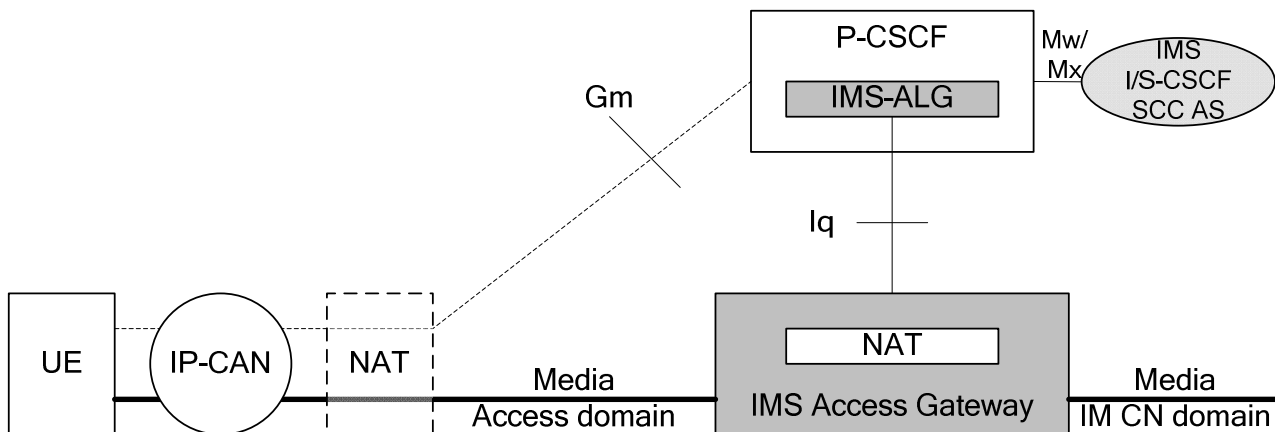 P-CSCF
IMS-ALG
Mw/
Mx
IMS
I/S-CSCF
SCC AS
Gm
Iq
UE
IP-CAN
NAT
Media
Access domain
NAT
IMS Access Gateway
Media
IM CN domain